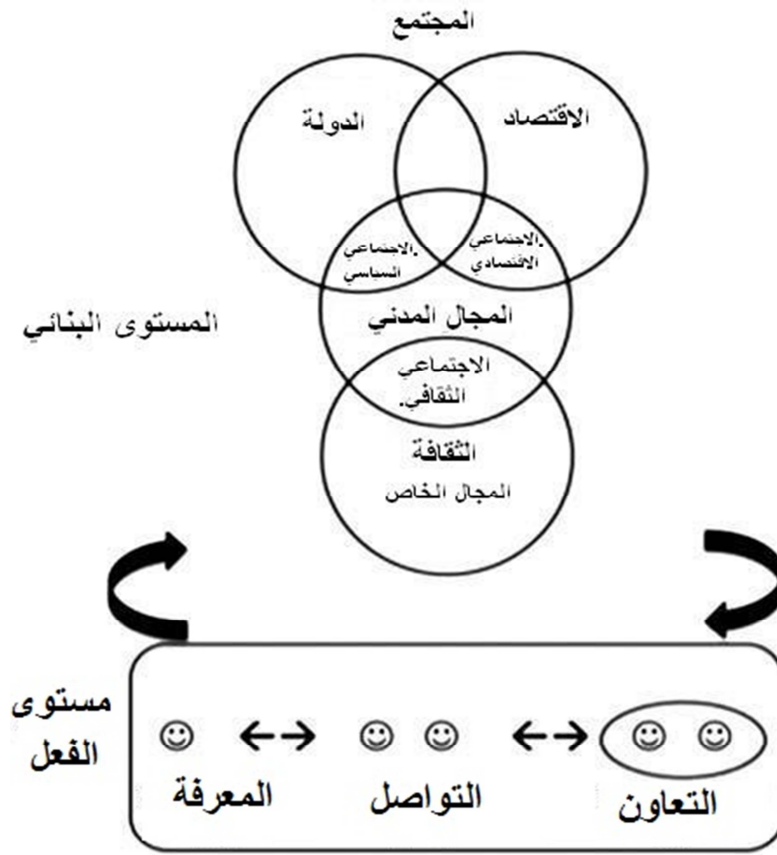 المجتمع
الاقتصاد
الدولة
.الاجتماعي
الاقتصادي
.الاجتماعي
السياسي
المجال المدني
المستوى البنائي
الاجتماعي
الثقافي.
الثقافة
المجال الخاص
مستوى
الفعل
التعاون
التواصل
المعرفة